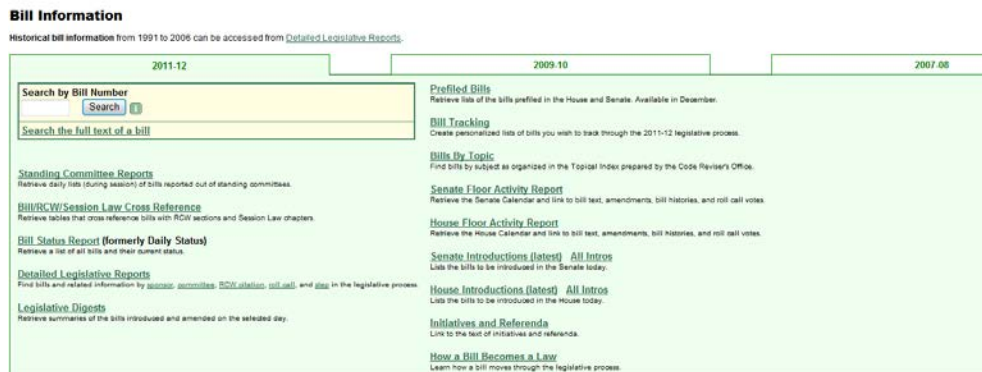 Bill Information
Historical bill information from 1991 to 2006 can be accessed from Detailed Legislative Reports.
2011-12
2009-10
2007-08
Search by Bill Number
Search
Search the full text of a bill
Standing Committee Reports
Retrieve daily lists (during session) of bills reported out of standing committees.
Bill/RCW/Session Law Cross Reference
Retrieve tables that cross reference bills with RCW sections and Session Law chapters.
Bill Status Report (formerly Daily Status)
Retrieve a list of all bills and their current status.
Detailed Legislative Reports
Find bills and related information by sponsor, committee, RCW citation, roll call, and step in the legislative process
Legislative Digests
Retrieve summaries of the bills introduced and amended on the selected day.
Prefiled Bills
Retrieve lists of the bills prefiled in the House and Senate. Available in December.
Bill Tracking
Create personalized lists of bills you wish to track through the 2011-12 legislative process.
Bills By Topic
Find bills by subject as organized in the Topical Index prepared by the Code Reviser's Office.
Senate Floor Activity Report
Retrieve the Senate Calendar and link to bill text, amendments, bill histories, and roll call votes.
House Floor Activity Report
Retrieve the House Calendar and link to bill text, amendments, bill histories, and roll call votes.
Senate Introductions (latest) All Intros
Lists the bills to be introduced in the Senate today.
House Introductions (latest) All Intros
Lists the bills to be introduced in the House today.
Initiatives and Referenda
Link to the text of initiatives and referenda.
How a Bill Becomes a Law
Learn how a bill moves through the legislative process.